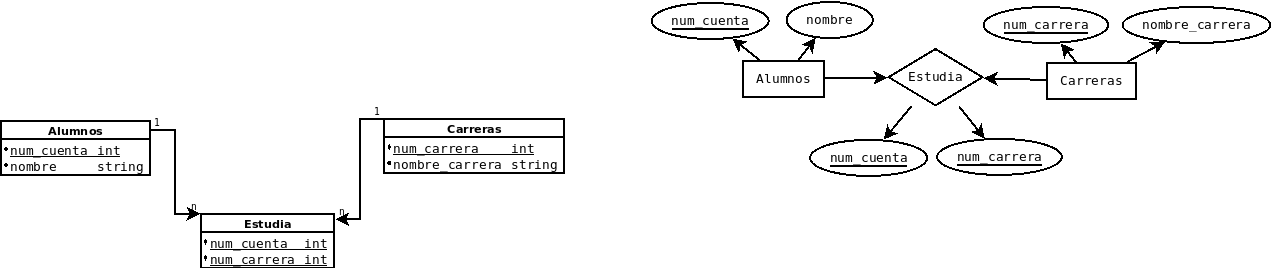 1
Alumnos
num_cuenta int
nombre string
1
Carreras
num_carrera int
nombre_carrera string
n
n
Estudia
num_cuenta int
num_carrera int
num_cuenta
nombre
num_carrera
nombre_carrera
Alumnos
Estudia
Carreras
num_cuenta
num_carrera